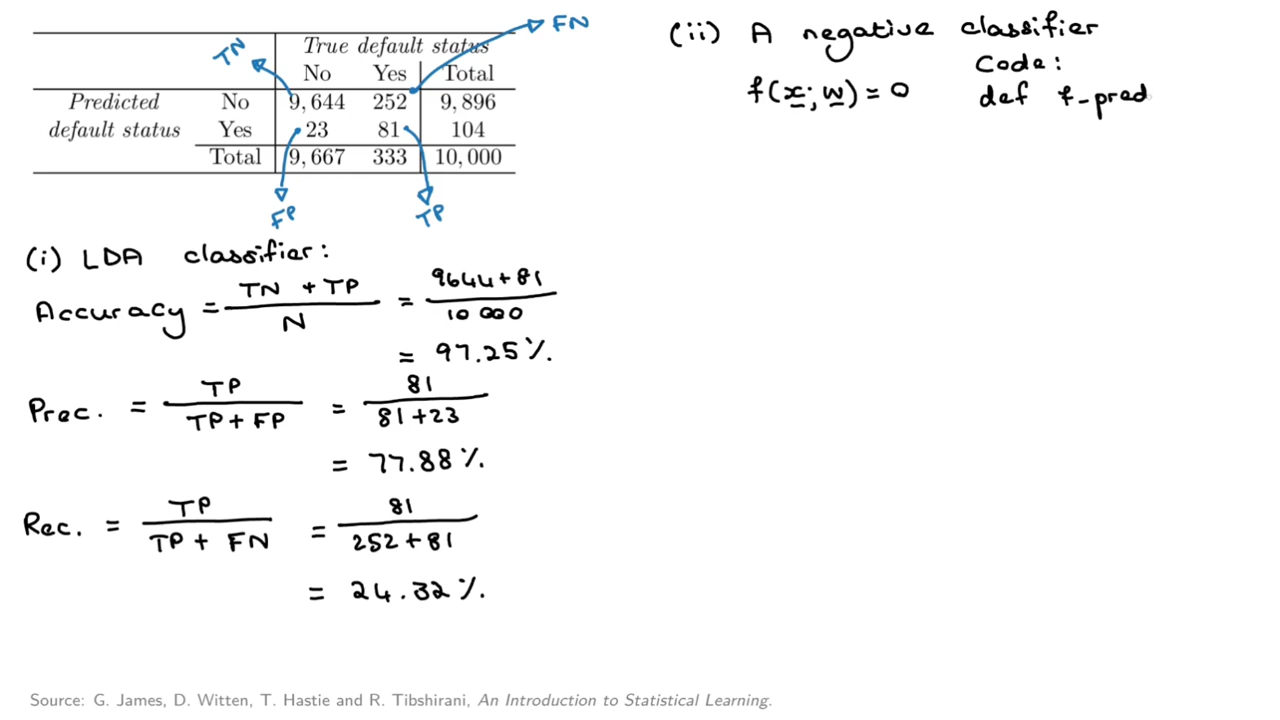 FN
TN
True default status
No Yes Total
Predicted No 9,644 252 9,896
default status Yes 23 81 104
Total 9,667 333 10,000
FP TP
(i) LDA classifier:
Accuracy = TN + TP / N = 9644+81 / 10 000
= 97.25%
Prec. = TP / TP + FP = 81 / 81+23
= 77.88%
Rec. = TP / TP + FN = 81 / 252+81
= 24.32%
(ii) A negative classifier
f(x; w) = 0
Code:
def f-pred
Source: G. James, D. Witten, T. Hastie and R. Tibshirani, An Introduction to Statistical Learning.